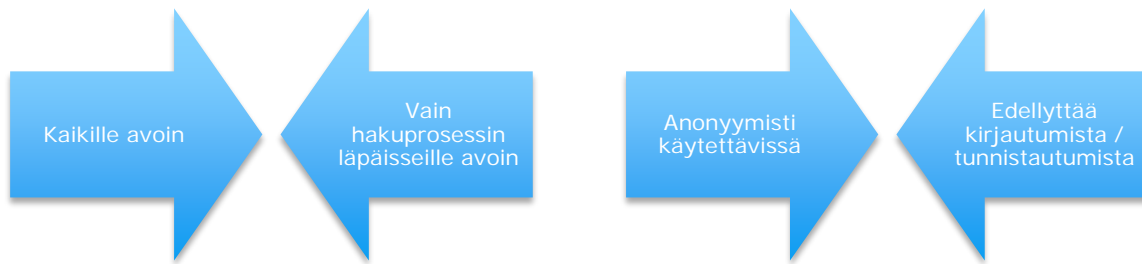 Kaikille avoin
Vain
hakuprosessin
läpäisseille avoin
Anonyymisti
käytettävissä
Edellyttää
kirjautumista /
tunnistautumista